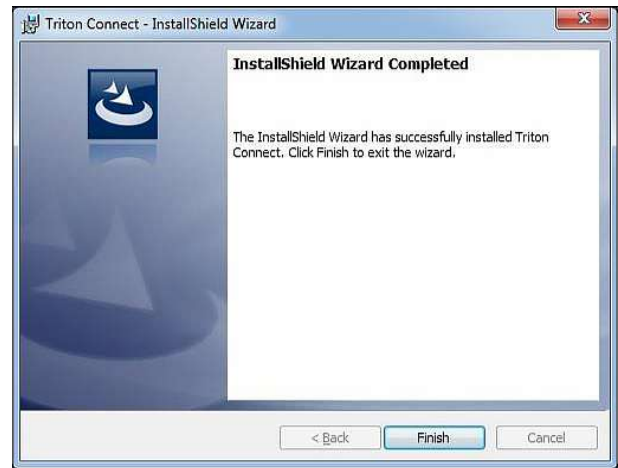 Triton Connect - InstallShield Wizard
InstallShield Wizard Completed
The InstallShield Wizard has successfully installed Triton
Connect. Click Finish to exit the wizard.
< Back Finish Cancel